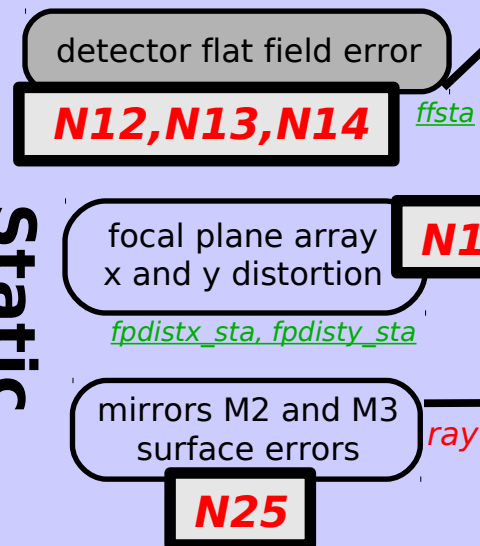 detector flat field error
N12,N13,N14
ffsta
Static
focal plane array
x and y distortion
N1
fpdistx_sta, fpdisty_sta
mirrors M2 and M3
surface errors
ray
N25